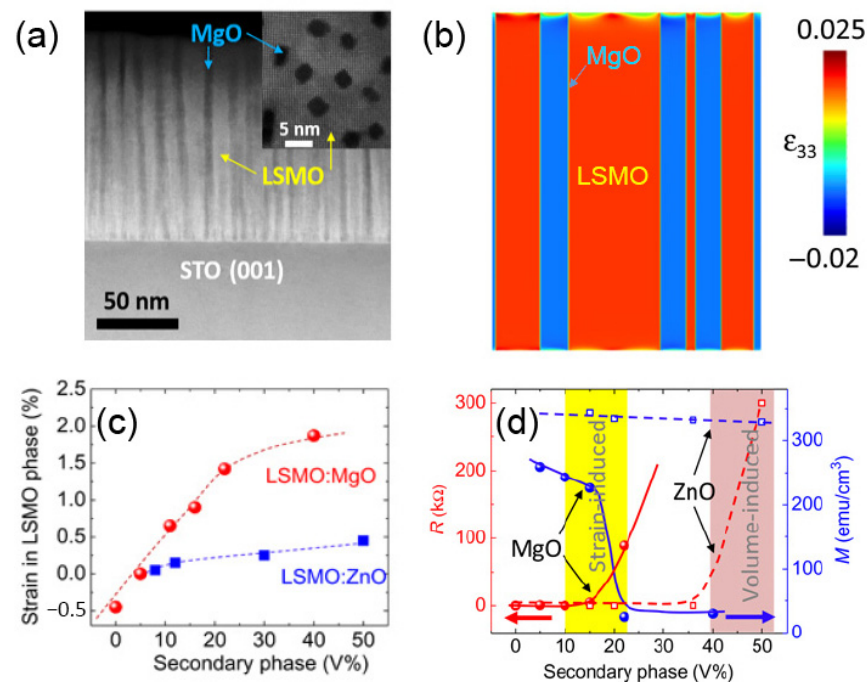 (a)
MgO
5 nm
LSMO
STO (001)
50 nm
(b)
MgO
LSMO
0.025
ε33
−0.02
(c)
Strain in LSMO phase (%)
2.5
2.0
1.5
1.0
0.5
0.0
−0.5
LSMO:MgO
LSMO:ZnO
0 10 20 30 40 50
Secondary phase (V%)
(d)
R (kΩ)
300
200
100
0
MgO
Strain-induced
ZnO
Volume-induced
300
200
100
0
M (emu/cm³)
0 10 20 30 40 50
Secondary phase (V%)